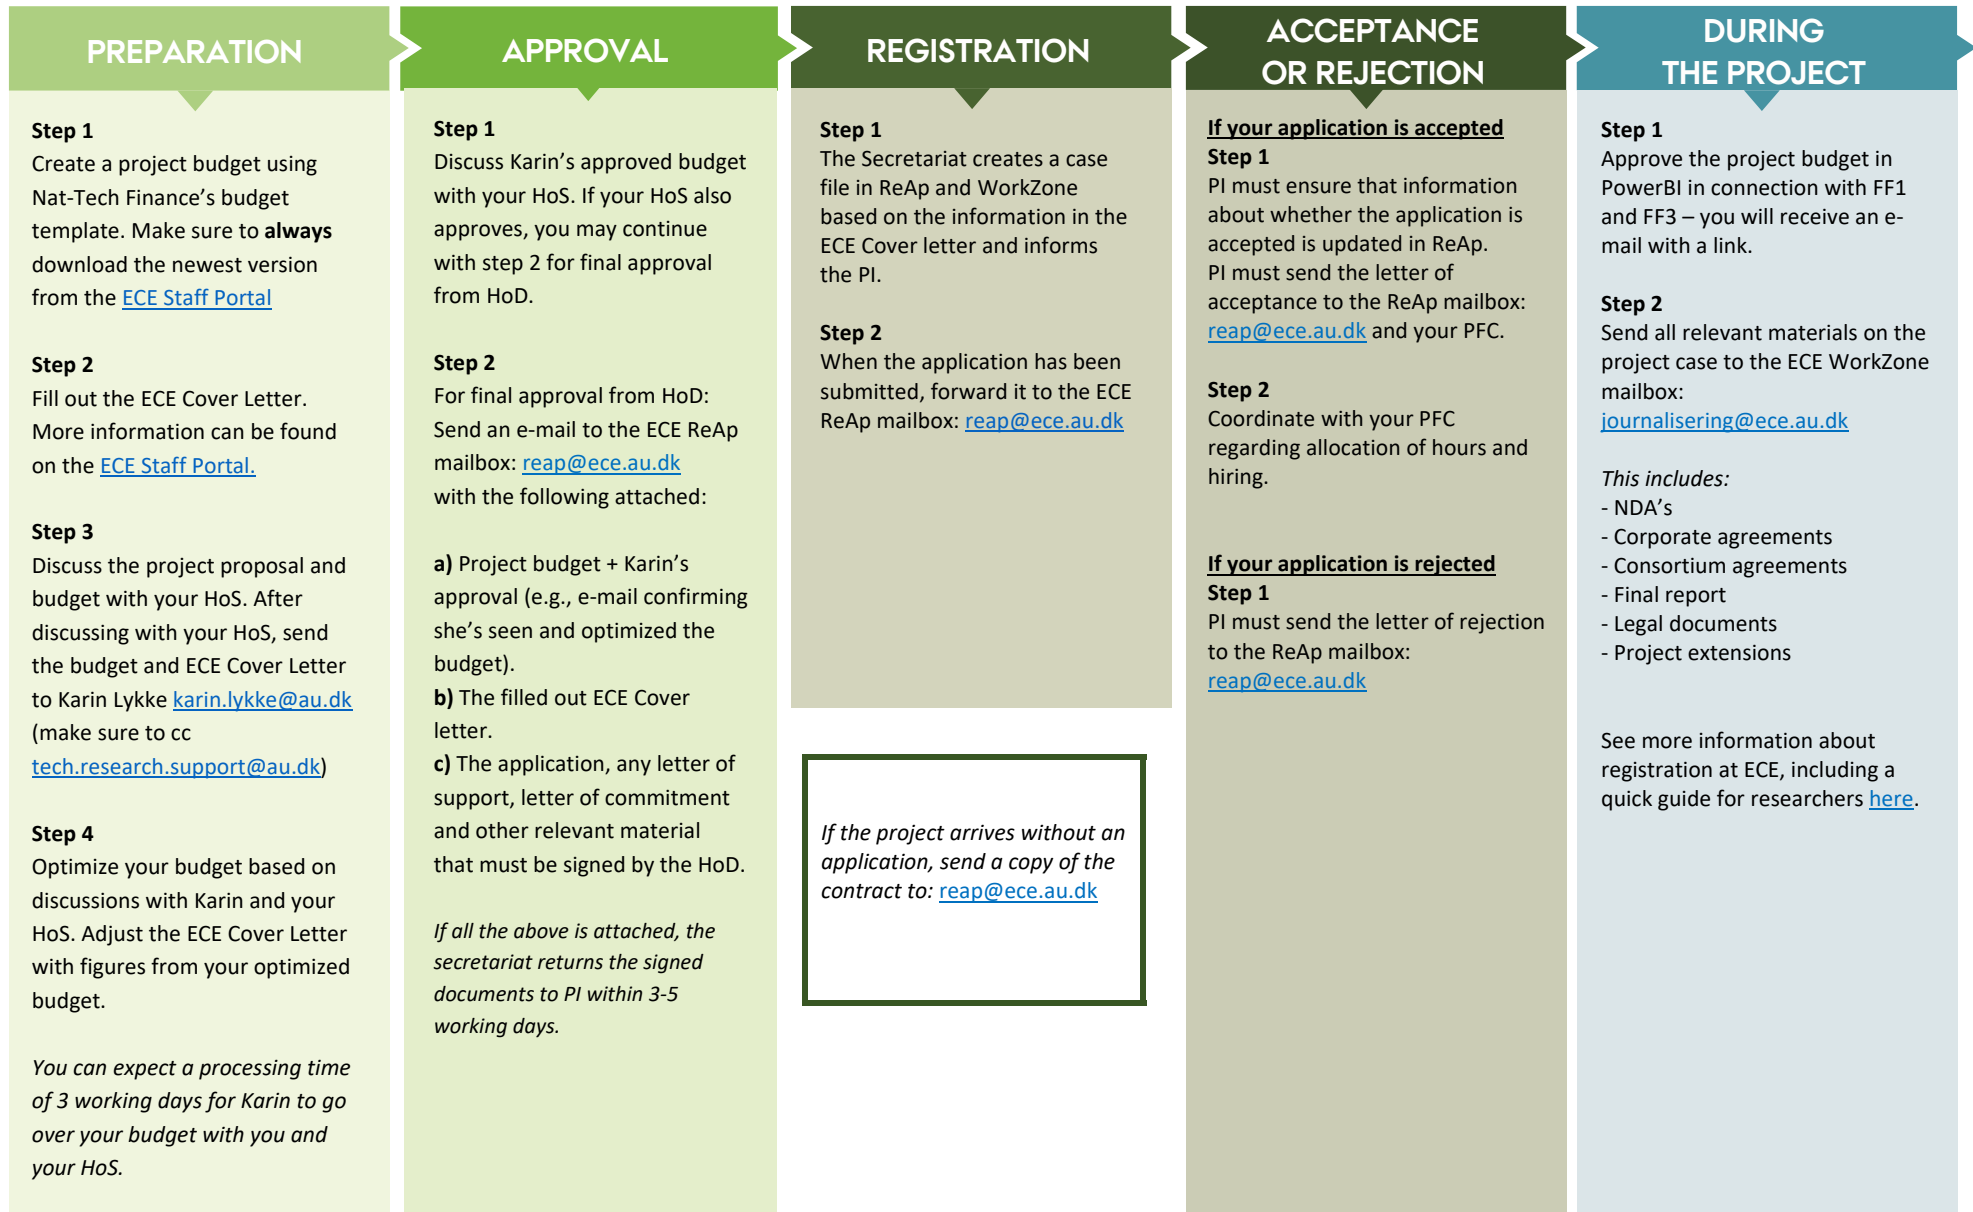 PREPARATION
Step 1
Create a project budget using
Nat-Tech Finance’s budget
template. Make sure to always
download the newest version
from the ECE Staff Portal
Step 2
Fill out the ECE Cover Letter.
More information can be found
on the ECE Staff Portal.
Step 3
Discuss the project proposal and
budget with your HoS. After
discussing with your HoS, send
the budget and ECE Cover Letter
to Karin Lykke karin.lykke@au.dk
(make sure to cc
tech.research.support@au.dk)
Step 4
Optimize your budget based on
discussions with Karin and your
HoS. Adjust the ECE Cover Letter
with figures from your optimized
budget.
You can expect a processing time
of 3 working days for Karin to go
over your budget with you and
your HoS.
APPROVAL
Step 1
Discuss Karin’s approved budget
with your HoS. If your HoS also
approves, you may continue
with step 2 for final approval
from HoD.
Step 2
For final approval from HoD:
Send an e-mail to the ECE ReAp
mailbox: reap@ece.au.dk
with the following attached:
a) Project budget + Karin’s
approval (e.g., e-mail confirming
she’s seen and optimized the
budget).
b) The filled out ECE Cover
letter.
c) The application, any letter of
support, letter of commitment
and other relevant material
that must be signed by the HoD.
If all the above is attached, the
secretariat returns the signed
documents to PI within 3-5
working days.
REGISTRATION
Step 1
The Secretariat creates a case
file in ReAp and WorkZone
based on the information in the
ECE Cover letter and informs
the PI.
Step 2
When the application has been
submitted, forward it to the ECE
ReAp mailbox: reap@ece.au.dk
If the project arrives without an
application, send a copy of the
contract to: reap@ece.au.dk
ACCEPTANCE
OR REJECTION
If your application is accepted
Step 1
PI must ensure that information
about whether the application is
accepted is updated in ReAp.
PI must send the letter of
acceptance to the ReAp mailbox:
reap@ece.au.dk and your PFC.
Step 2
Coordinate with your PFC
regarding allocation of hours and
hiring.
If your application is rejected
Step 1
PI must send the letter of rejection
to the ReAp mailbox:
reap@ece.au.dk
DURING
THE PROJECT
Step 1
Approve the project budget in
PowerBI in connection with FF1
and FF3 – you will receive an e-
mail with a link.
Step 2
Send all relevant materials on the
project case to the ECE WorkZone
mailbox:
journalisering@ece.au.dk
This includes:
- NDA’s
- Corporate agreements
- Consortium agreements
- Final report
- Legal documents
- Project extensions
See more information about
registration at ECE, including a
quick guide for researchers here.